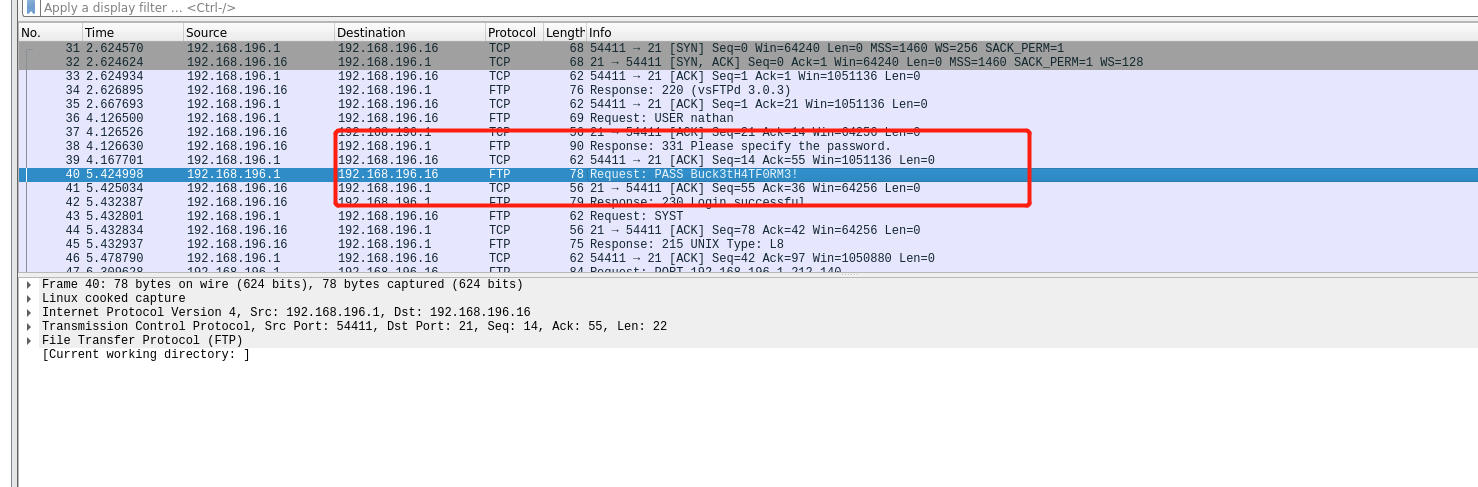 Apply a display filter … <Ctrl-/>
No. Time Source Destination Protocol Length Info
31 2.624570 192.168.196.1 192.168.196.16 TCP 68 54411 → 21 [SYN] Seq=0 Win=64240 Len=0 MSS=1460 WS=256 SACK_PERM=1
32 2.624624 192.168.196.16 192.168.196.1 TCP 68 21 → 54411 [SYN, ACK] Seq=0 Ack=1 Win=64240 Len=0 MSS=1460 SACK_PERM=1 WS=128
33 2.624934 192.168.196.1 192.168.196.16 TCP 62 54411 → 21 [ACK] Seq=1 Ack=1 Win=1051136 Len=0
34 2.626895 192.168.196.16 192.168.196.1 FTP 76 Response: 220 (vsFTPd 3.0.3)
35 2.667693 192.168.196.1 192.168.196.16 TCP 62 54411 → 21 [ACK] Seq=1 Ack=21 Win=1051136 Len=0
36 4.126500 192.168.196.1 192.168.196.16 FTP 69 Request: USER nathan
37 4.126526 192.168.196.16 192.168.196.1 TCP 56 21 → 54411 [ACK] Seq=21 Ack=14 Win=64256 Len=0
38 4.126630 192.168.196.16 192.168.196.1 FTP 90 Response: 331 Please specify the password.
39 4.167701 192.168.196.1 192.168.196.16 TCP 62 54411 → 21 [ACK] Seq=14 Ack=55 Win=1051136 Len=0
40 5.424998 192.168.196.1 192.168.196.16 FTP 78 Request: PASS Buck3tH4TF0RM3!
41 5.425034 192.168.196.16 192.168.196.1 TCP 56 21 → 54411 [ACK] Seq=55 Ack=36 Win=64256 Len=0
42 5.432387 192.168.196.16 192.168.196.1 FTP 79 Response: 230 Login successful.
43 5.432801 192.168.196.1 192.168.196.16 FTP 62 Request: SYST
44 5.432834 192.168.196.16 192.168.196.1 TCP 56 21 → 54411 [ACK] Seq=78 Ack=42 Win=64256 Len=0
45 5.432937 192.168.196.16 192.168.196.1 FTP 75 Response: 215 UNIX Type: L8
46 5.478790 192.168.196.1 192.168.196.16 TCP 62 54411 → 21 [ACK] Seq=42 Ack=97 Win=1050880 Len=0
47 6.309628 192.168.196.1 192.168.196.16 FTP 84 Request: PORT 192,168,196,1,212,140
Frame 40: 78 bytes on wire (624 bits), 78 bytes captured (624 bits)
Linux cooked capture
Internet Protocol Version 4, Src: 192.168.196.1, Dst: 192.168.196.16
Transmission Control Protocol, Src Port: 54411, Dst Port: 21, Seq: 14, Ack: 55, Len: 22
File Transfer Protocol (FTP)
[Current working directory: ]